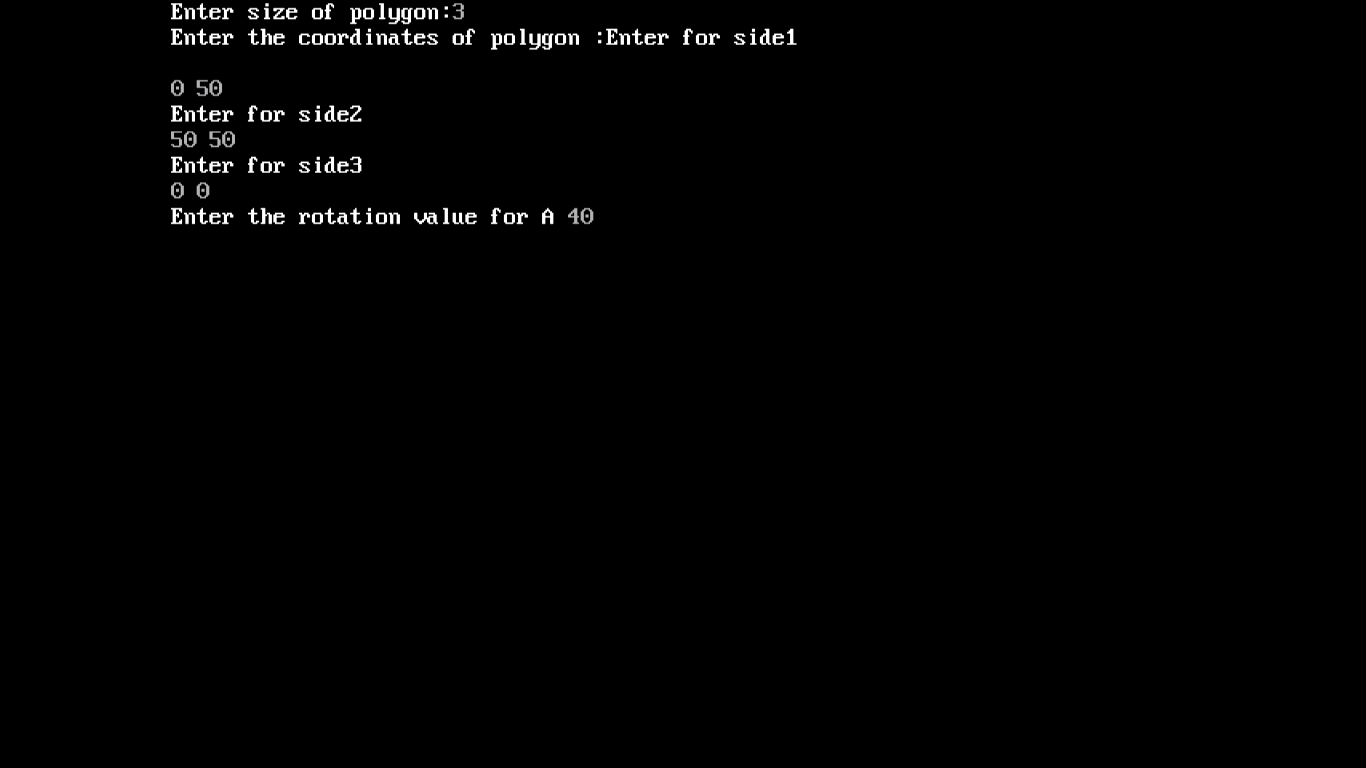 Enter size of polygon:3
Enter the coordinates of polygon :Enter for side1
0 50
Enter for side2
50 50
Enter for side3
0 0
Enter the rotation value for A 40